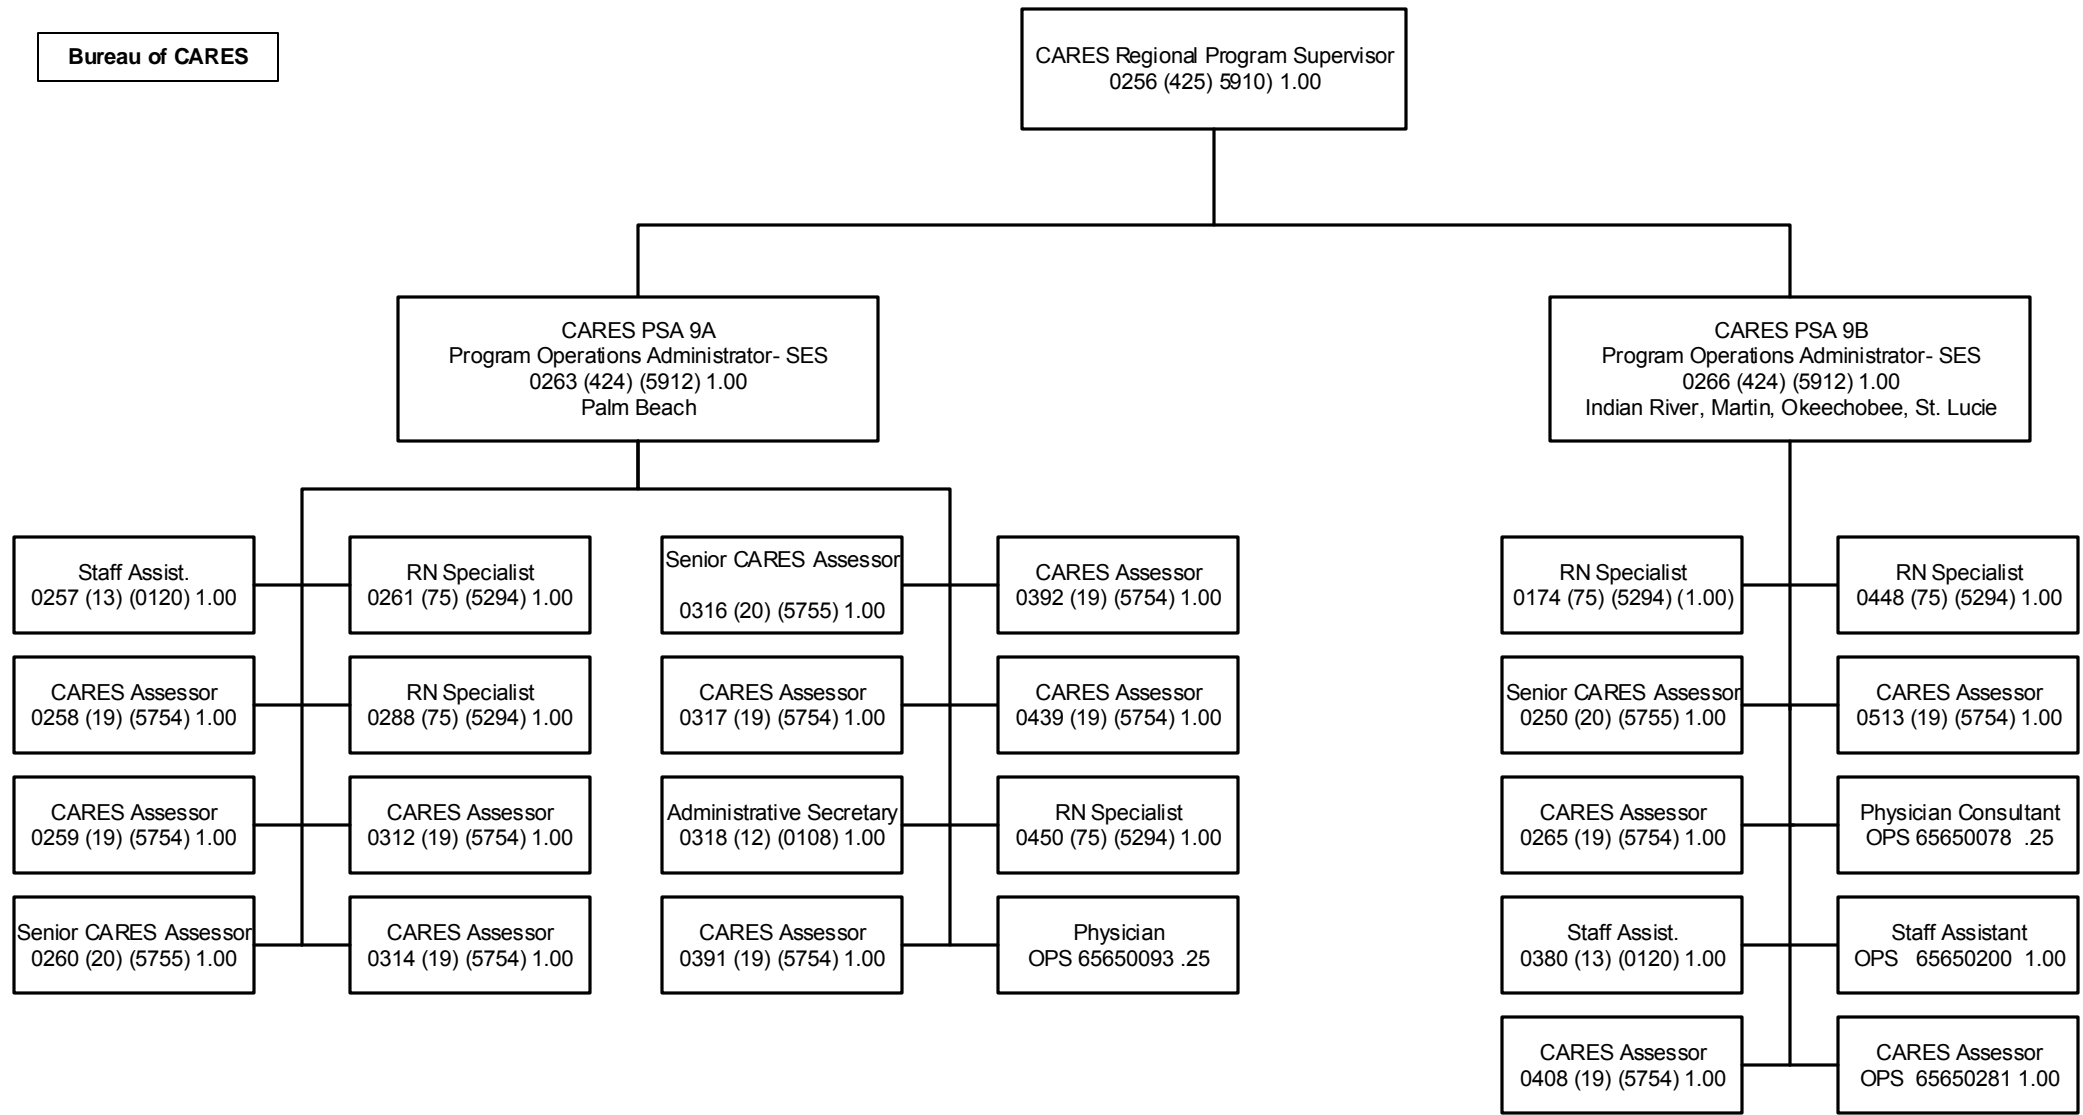 Bureau of CARES
CARES Regional Program Supervisor
0256 (425) 5910) 1.00
CARES PSA 9A
Program Operations Administrator- SES
0263 (424) (5912) 1.00
Palm Beach
CARES PSA 9B
Program Operations Administrator- SES
0266 (424) (5912) 1.00
Indian River, Martin, Okeechobee, St. Lucie
Staff Assist.
0257 (13) (0120) 1.00
RN Specialist
0261 (75) (5294) 1.00
Senior CARES Assessor
0316 (20) (5755) 1.00
CARES Assessor
0392 (19) (5754) 1.00
RN Specialist
0174 (75) (5294) (1.00)
RN Specialist
0448 (75) (5294) 1.00
CARES Assessor
0258 (19) (5754) 1.00
RN Specialist
0288 (75) (5294) 1.00
CARES Assessor
0317 (19) (5754) 1.00
CARES Assessor
0439 (19) (5754) 1.00
Senior CARES Assessor
0250 (20) (5755) 1.00
CARES Assessor
0513 (19) (5754) 1.00
CARES Assessor
0259 (19) (5754) 1.00
CARES Assessor
0312 (19) (5754) 1.00
Administrative Secretary
0318 (12) (0108) 1.00
RN Specialist
0450 (75) (5294) 1.00
CARES Assessor
0265 (19) (5754) 1.00
Physician Consultant
OPS 65650078 .25
Senior CARES Assessor
0260 (20) (5755) 1.00
CARES Assessor
0314 (19) (5754) 1.00
CARES Assessor
0391 (19) (5754) 1.00
Physician
OPS 65650093 .25
Staff Assist.
0380 (13) (0120) 1.00
Staff Assistant
OPS 65650200 1.00
CARES Assessor
0408 (19) (5754) 1.00
CARES Assessor
OPS 65650281 1.00